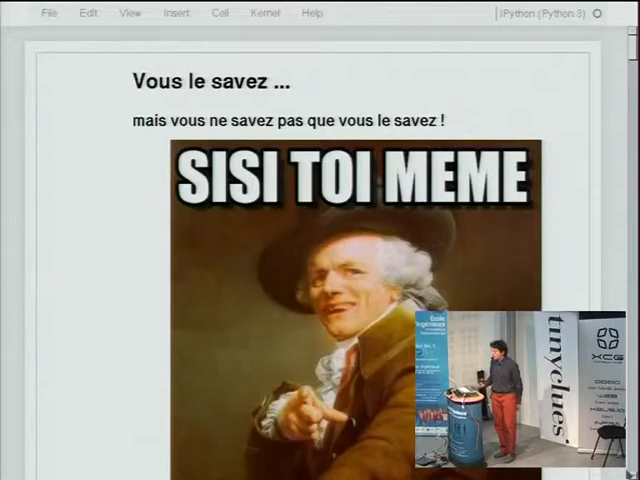 File Edit View Insert Cell Kernel Help
IPython (Python 3)
Vous le savez ...
mais vous ne savez pas que vous le savez !
SISI TOI MEME
tinyclues.
XCG